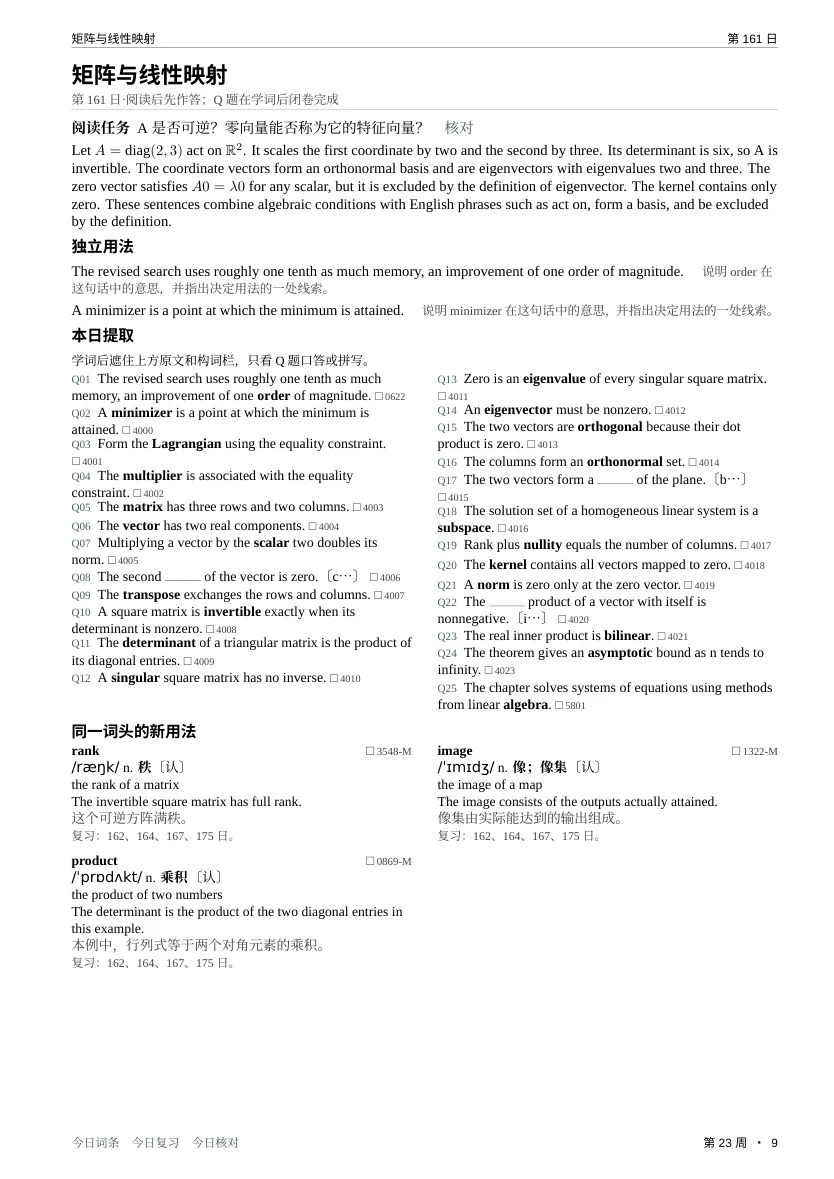 矩阵与线性映射 第 161 日
矩阵与线性映射
第 161 日·阅读后先作答；Q 题在学词后闭卷完成
阅读任务 A 是否可逆？零向量能否称为它的特征向量？ 核对
Let A = diag(2, 3) act on ℝ². It scales the first coordinate by two and the second by three. Its determinant is six, so A is
invertible. The coordinate vectors form an orthonormal basis and are eigenvectors with eigenvalues two and three. The
zero vector satisfies A0 = λ0 for any scalar, but it is excluded by the definition of eigenvector. The kernel contains only
zero. These sentences combine algebraic conditions with English phrases such as act on, form a basis, and be excluded
by the definition.
独立用法
The revised search uses roughly one tenth as much memory, an improvement of one order of magnitude. 说明 order 在
这句话中的意思，并指出决定用法的一处线索。
A minimizer is a point at which the minimum is attained. 说明 minimizer 在这句话中的意思，并指出决定用法的一处线索。
本日提取
学词后遮住上方原文和构词栏，只看 Q 题口答或拼写。
Q01 The revised search uses roughly one tenth as much
memory, an improvement of one order of magnitude. □ 0622
Q02 A minimizer is a point at which the minimum is
attained. □ 4000
Q03 Form the Lagrangian using the equality constraint.
□ 4001
Q04 The multiplier is associated with the equality
constraint. □ 4002
Q05 The matrix has three rows and two columns. □ 4003
Q06 The vector has two real components. □ 4004
Q07 Multiplying a vector by the scalar two doubles its
norm. □ 4005
Q08 The second _____ of the vector is zero.〔c…〕 □ 4006
Q09 The transpose exchanges the rows and columns. □ 4007
Q10 A square matrix is invertible exactly when its
determinant is nonzero. □ 4008
Q11 The determinant of a triangular matrix is the product of
its diagonal entries. □ 4009
Q12 A singular square matrix has no inverse. □ 4010
Q13 Zero is an eigenvalue of every singular square matrix.
□ 4011
Q14 An eigenvector must be nonzero. □ 4012
Q15 The two vectors are orthogonal because their dot
product is zero. □ 4013
Q16 The columns form an orthonormal set. □ 4014
Q17 The two vectors form a _____ of the plane.〔b…〕
□ 4015
Q18 The solution set of a homogeneous linear system is a
subspace. □ 4016
Q19 Rank plus nullity equals the number of columns. □ 4017
Q20 The kernel contains all vectors mapped to zero. □ 4018
Q21 A norm is zero only at the zero vector. □ 4019
Q22 The _____ product of a vector with itself is
nonnegative.〔i…〕 □ 4020
Q23 The real inner product is bilinear. □ 4021
Q24 The theorem gives an asymptotic bound as n tends to
infinity. □ 4023
Q25 The chapter solves systems of equations using methods
from linear algebra. □ 5801
同一词头的新用法
rank □ 3548-M
/ræŋk/ n. 秩〔认〕
the rank of a matrix
The invertible square matrix has full rank.
这个可逆方阵满秩。
复习：162、164、167、175 日。
product □ 0869-M
/ˈprɒdʌkt/ n. 乘积〔认〕
the product of two numbers
The determinant is the product of the two diagonal entries in
this example.
本例中，行列式等于两个对角元素的乘积。
复习：162、164、167、175 日。
image □ 1322-M
/ˈɪmɪdʒ/ n. 像；像集〔认〕
the image of a map
The image consists of the outputs actually attained.
像集由实际能达到的输出组成。
复习：162、164、167、175 日。
今日词条 今日复习 今日核对 第 23 周 · 9